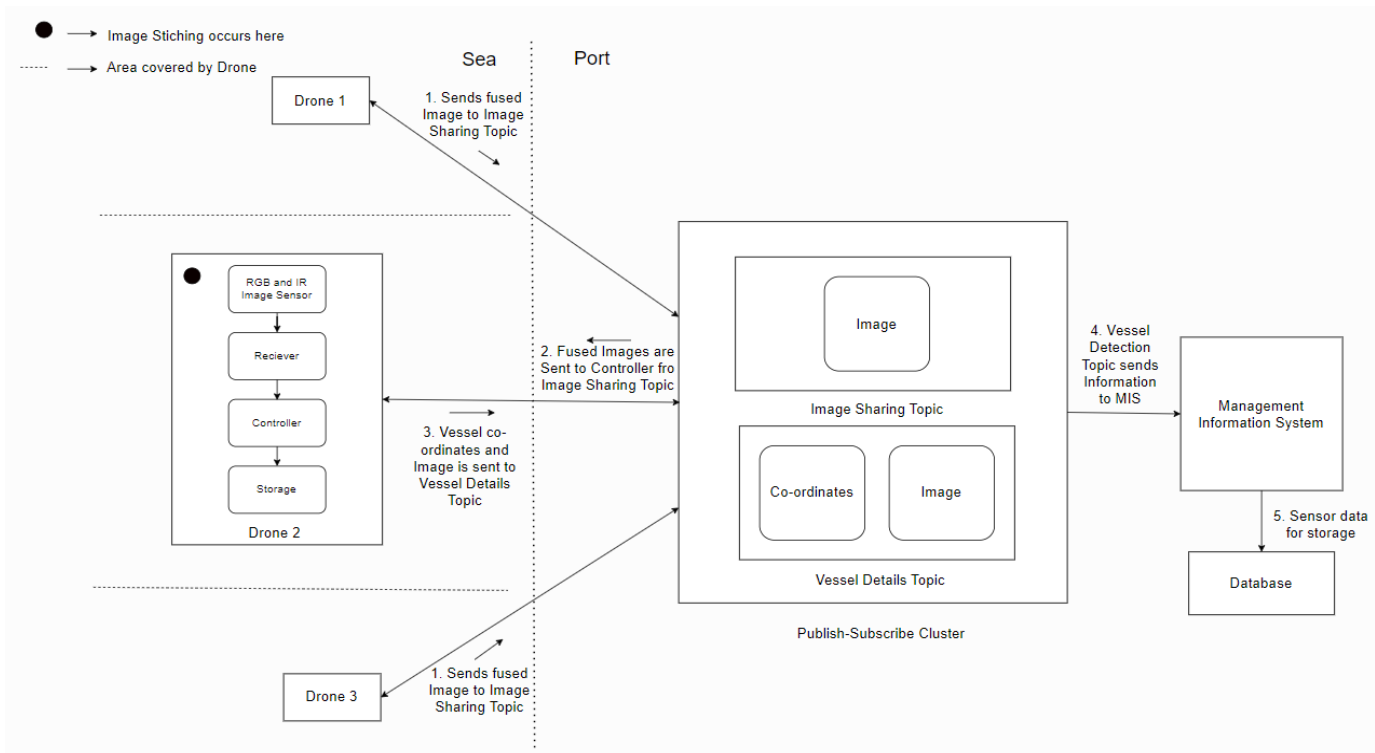 Image Stiching occurs here
Area covered by Drone
Sea
Port
Drone 1
1. Sends fused
Image to Image
Sharing Topic
RGB and IR
Image Sensor
Reciever
Controller
Storage
Drone 2
2. Fused Images are
Sent to Controller fro
Image Sharing Topic
3. Vessel co-
ordinates and
Image is sent to
Vessel Details
Topic
Image
Image Sharing Topic
Co-ordinates
Image
Vessel Details Topic
Publish-Subscribe Cluster
4. Vessel
Detection
Topic sends
Information
to MIS
Management
Information System
5. Sensor data
for storage
Database
Drone 3
1. Sends fused
Image to Image
Sharing Topic